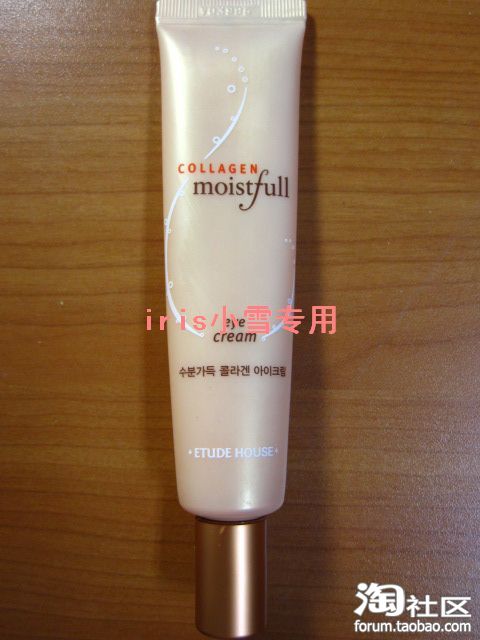 COLLAGEN
moistfull
iris小雪专用
eye
cream
수분가득 콜라겐 아이크림
ETUDE HOUSE
淘社区
forum.taobao.com